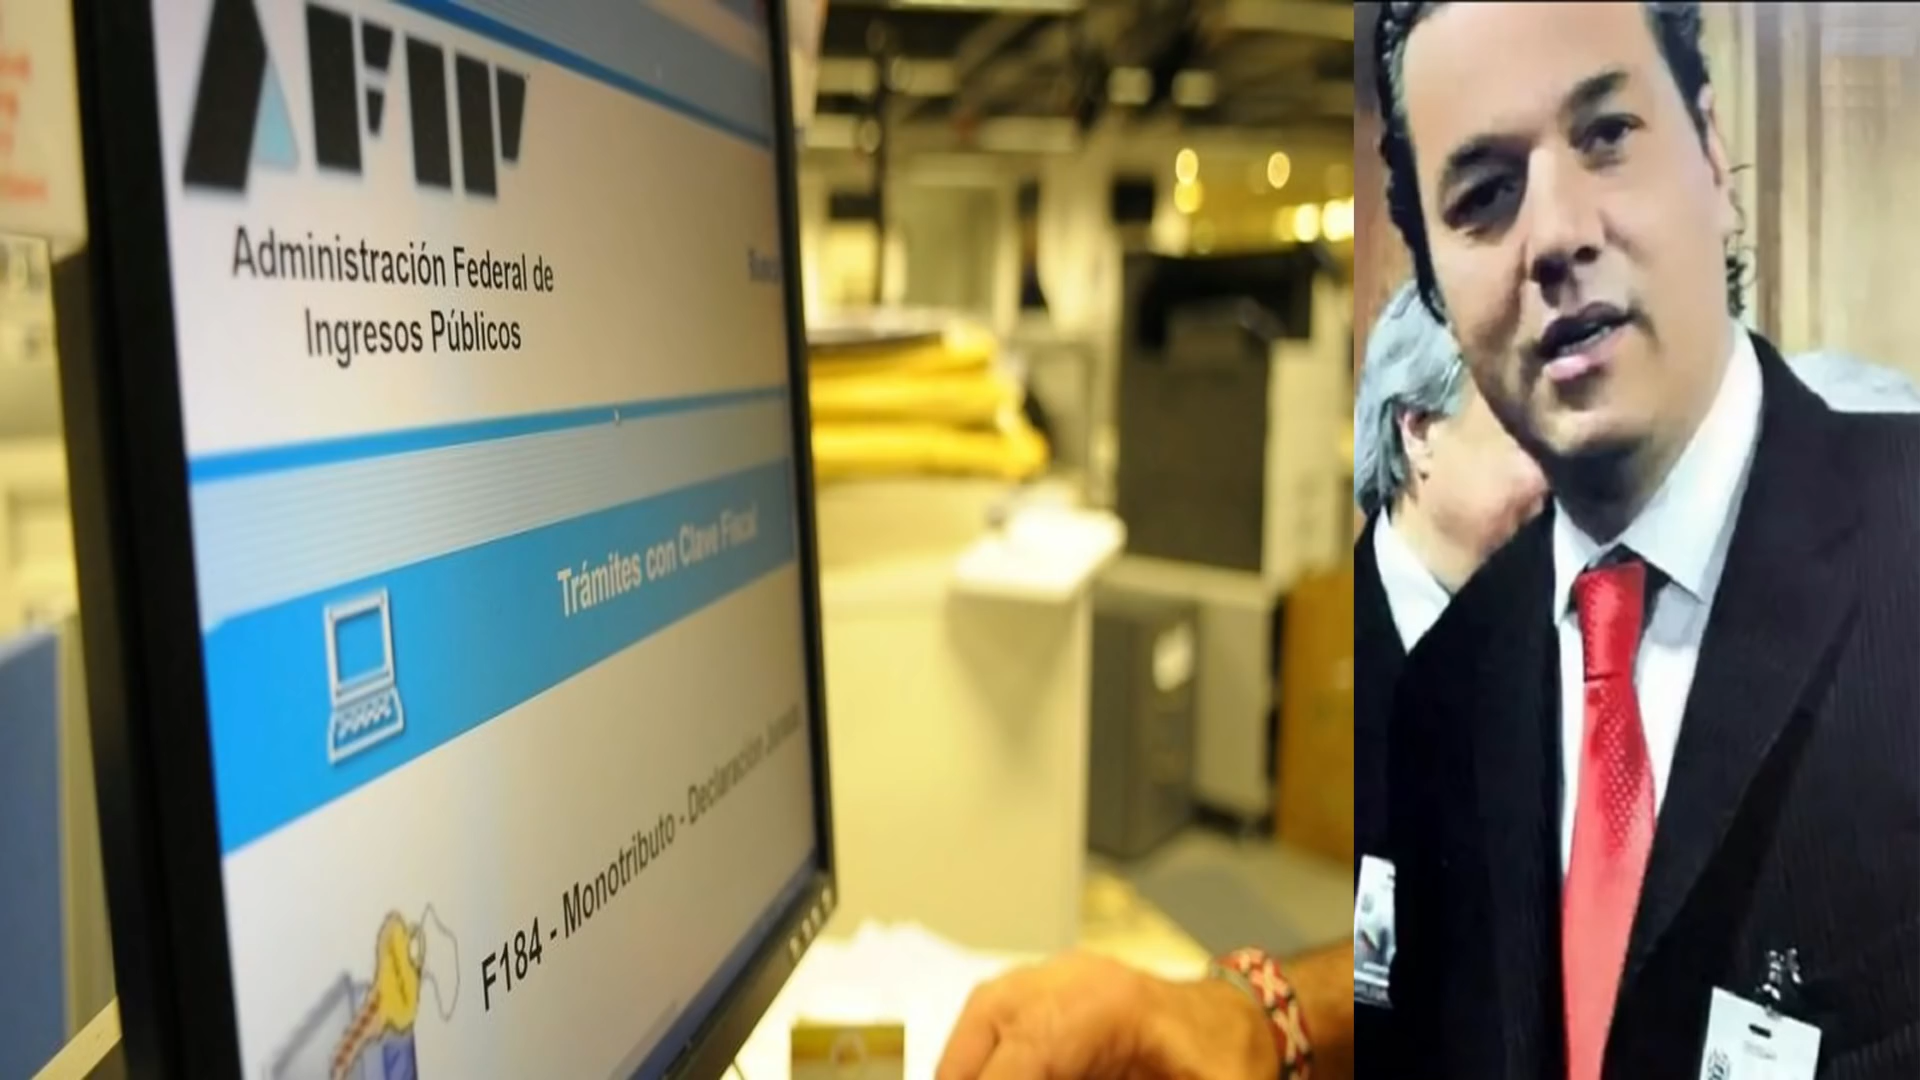 AFIP
Administración Federal de
Ingresos Públicos
Trámites con Clave Fiscal
F184 - Monotributo - Declaración Jurada